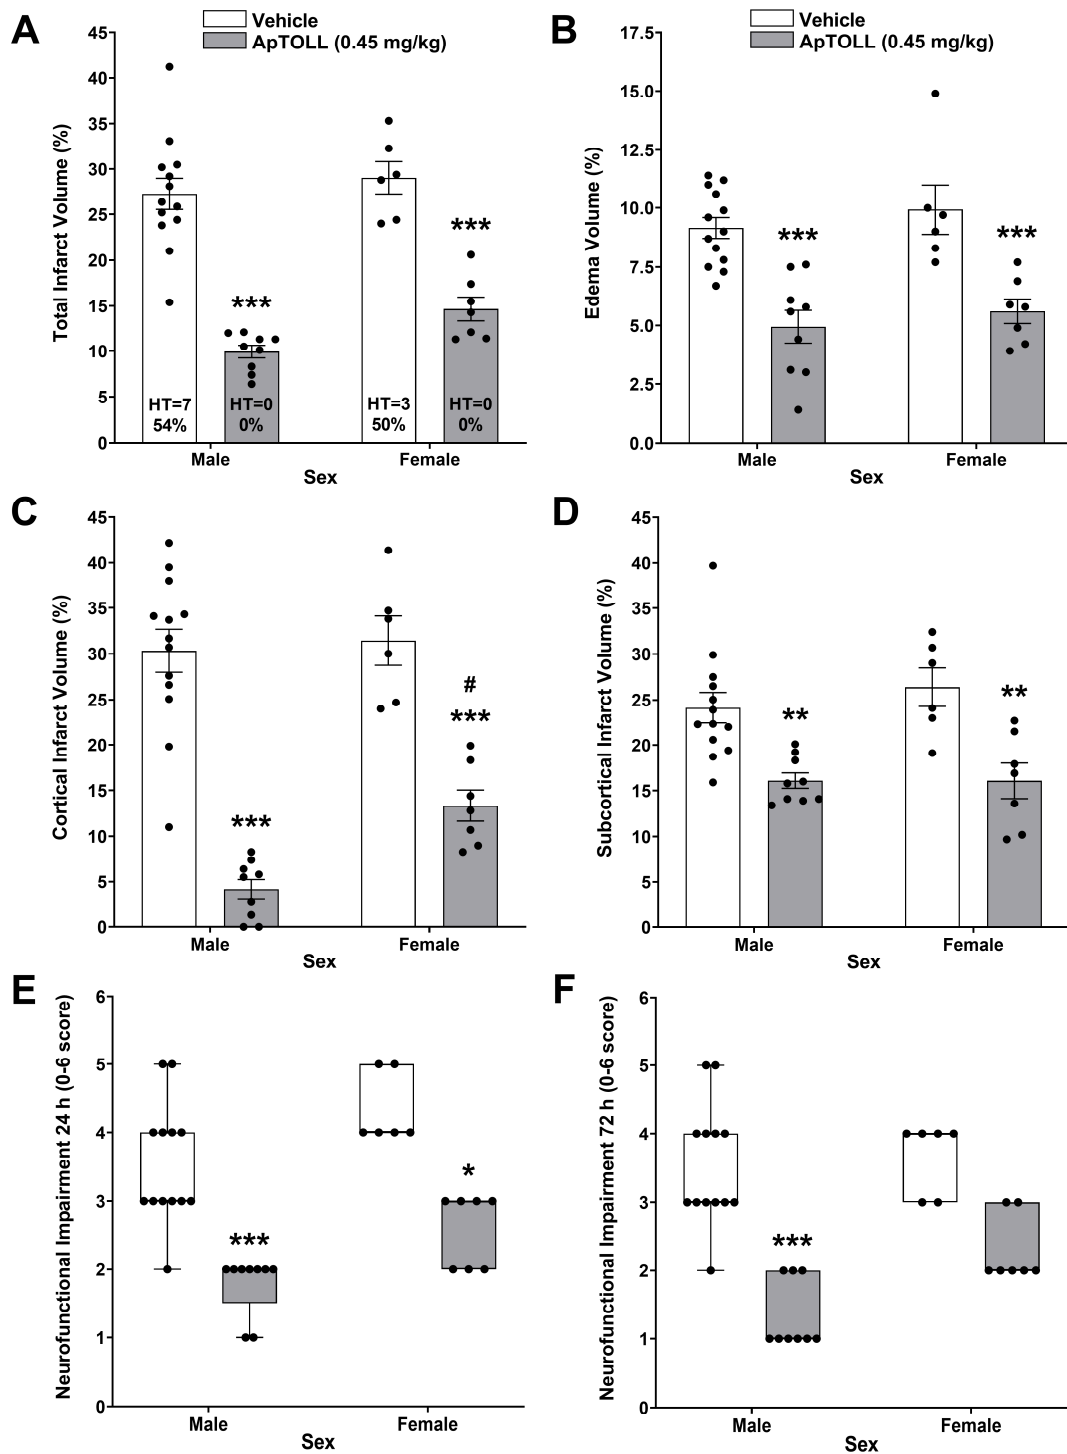 A
Vehicle
ApTOLL (0.45 mg/kg)
Total Infarct Volume (%)
45
40
35
30
25
20
15
10
5
0
***
***
HT=7
54%
HT=0
0%
HT=3
50%
HT=0
0%
Male
Female
Sex
B
Vehicle
ApTOLL (0.45 mg/kg)
Edema Volume (%)
17.5
15.0
12.5
10.0
7.5
5.0
2.5
0.0
***
***
Male
Female
Sex
C
Cortical Infarct Volume (%)
45
40
35
30
25
20
15
10
5
0
***
#
***
Male
Female
Sex
D
Subcortical Infarct Volume (%)
45
40
35
30
25
20
15
10
5
0
**
**
Male
Female
Sex
E
Neurofunctional Impairment 24 h (0-6 score)
6
5
4
3
2
1
0
***
*
Male
Female
Sex
F
Neurofunctional Impairment 72 h (0-6 score)
6
5
4
3
2
1
0
***
Male
Female
Sex